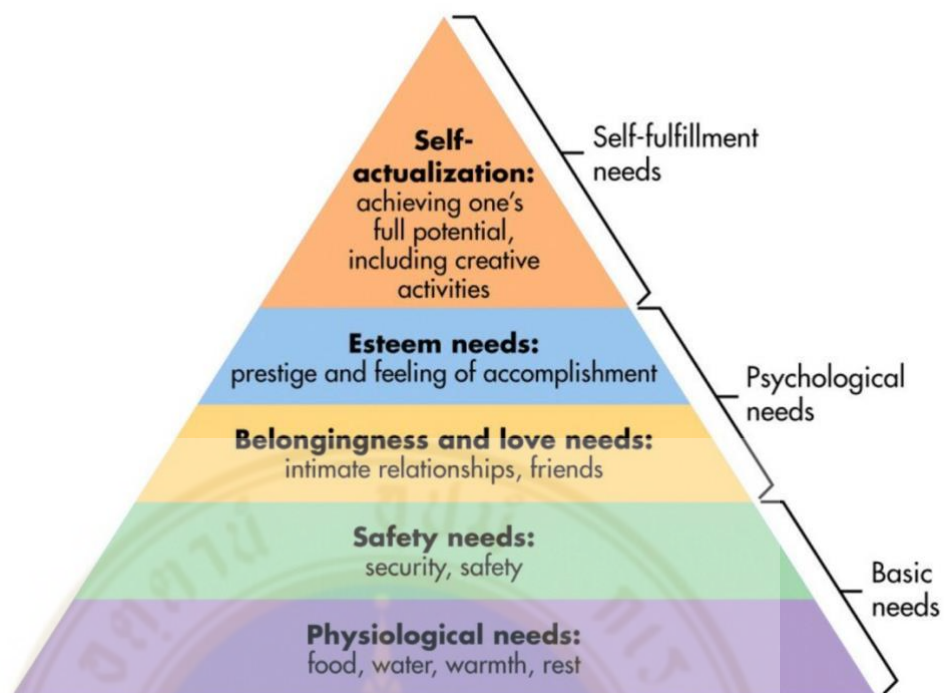 Self-
actualization:
achieving one's
full potential,
including creative
activities
Self-fulfillment
needs
Esteem needs:
prestige and feeling of accomplishment
Psychological
needs
Belongingness and love needs:
intimate relationships, friends
Safety needs:
security, safety
Basic
needs
Physiological needs:
food, water, warmth, rest